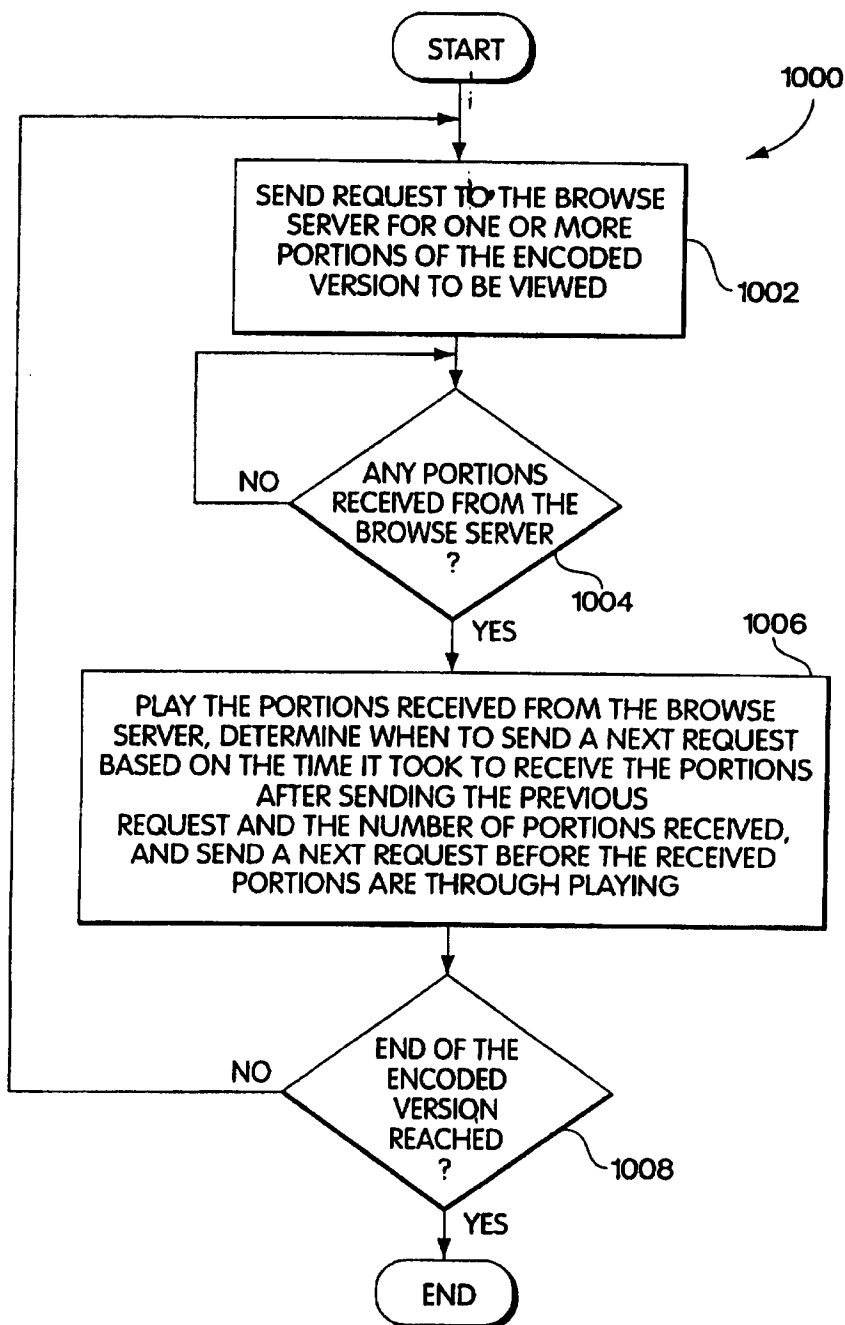 START
1000
SEND REQUEST TO THE BROWSE
SERVER FOR ONE OR MORE
PORTIONS OF THE ENCODED
VERSION TO BE VIEWED
1002
NO
ANY PORTIONS
RECEIVED FROM THE
BROWSE SERVER
?
1004
YES
1006
PLAY THE PORTIONS RECEIVED FROM THE BROWSE
SERVER, DETERMINE WHEN TO SEND A NEXT REQUEST
BASED ON THE TIME IT TOOK TO RECEIVE THE PORTIONS
AFTER SENDING THE PREVIOUS
REQUEST AND THE NUMBER OF PORTIONS RECEIVED,
AND SEND A NEXT REQUEST BEFORE THE RECEIVED
PORTIONS ARE THROUGH PLAYING
NO
END OF THE
ENCODED
VERSION
REACHED
?
1008
YES
END